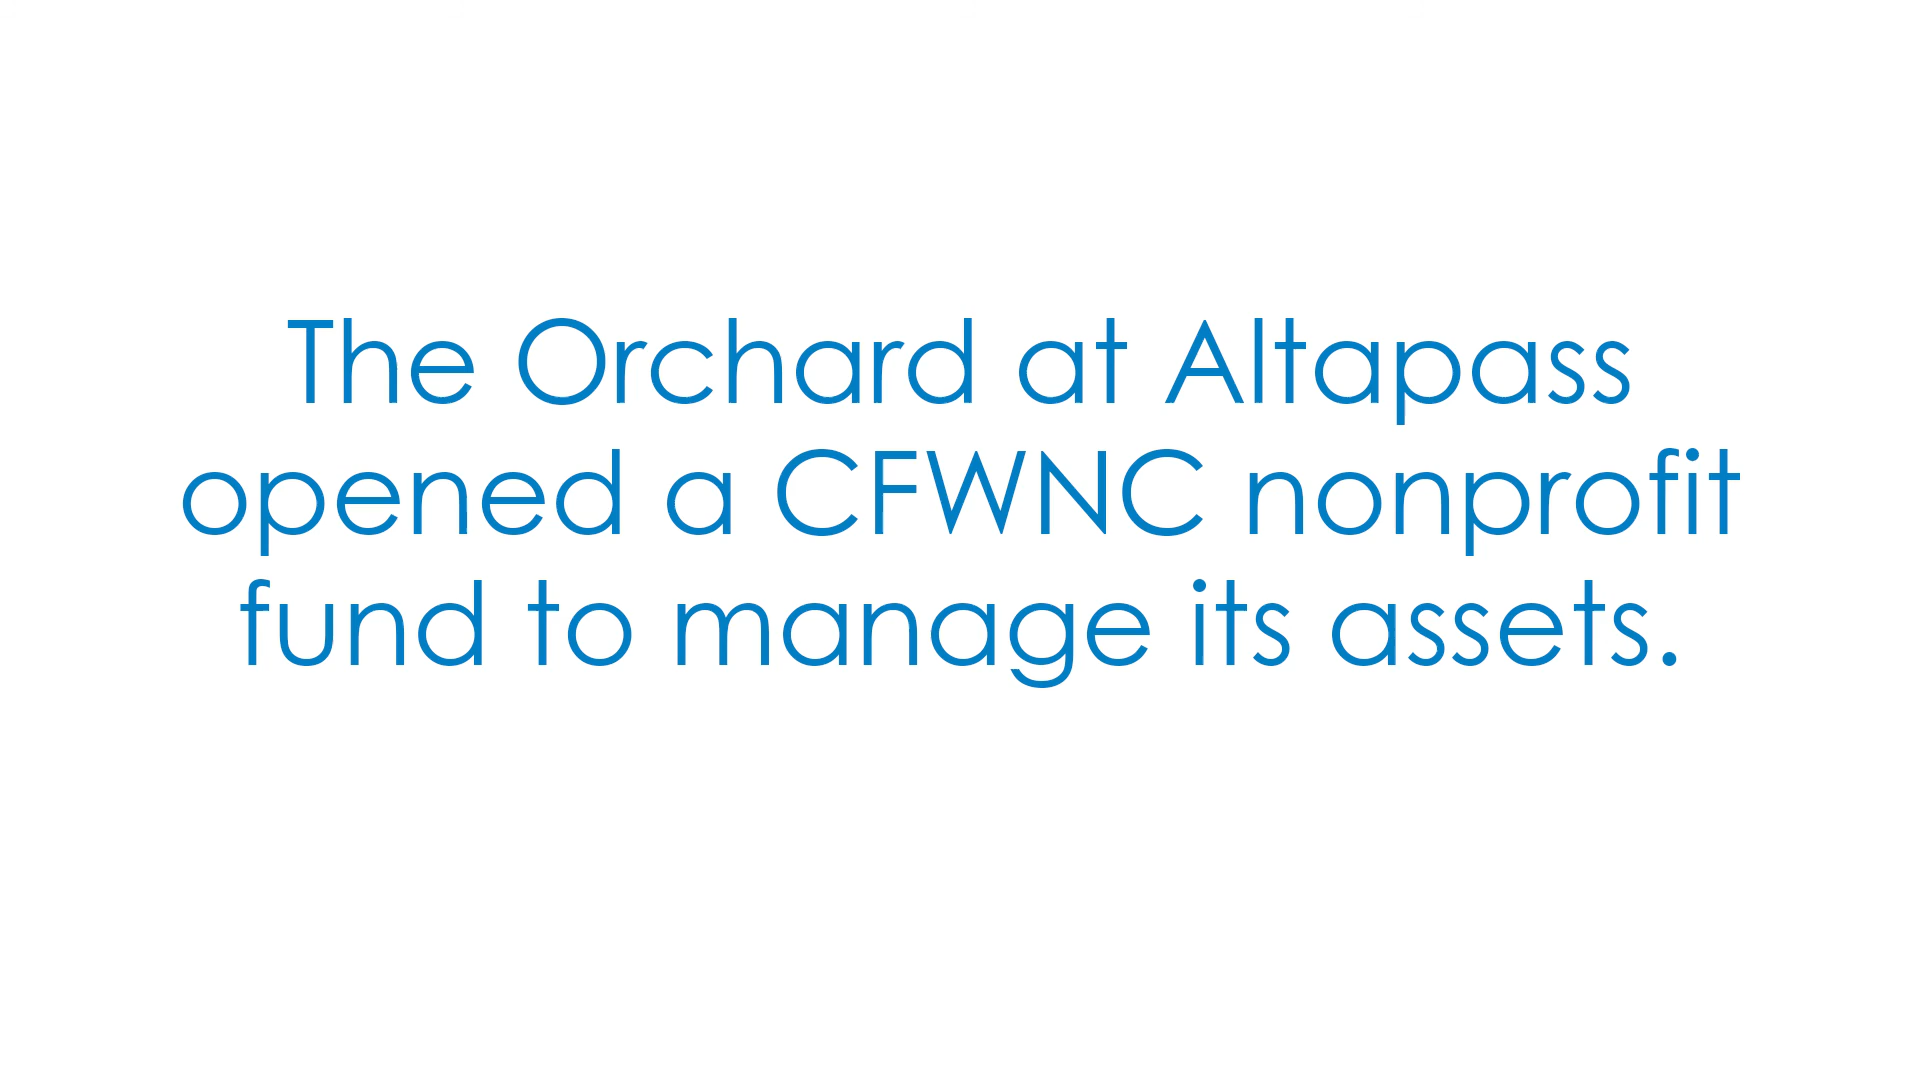 The Orchard at Altapass
opened a CFWNC nonprofit
fund to manage its assets.